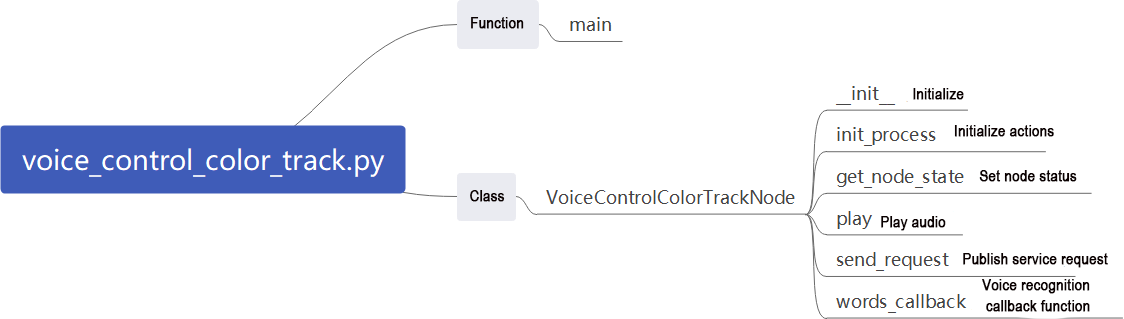 Function
main
voice_control_color_track.py
Class
VoiceControlColorTrackNode
__init__ Initialize
init_process Initialize actions
get_node_state Set node status
play Play audio
send_request Publish service request
words_callback Voice recognition
callback function